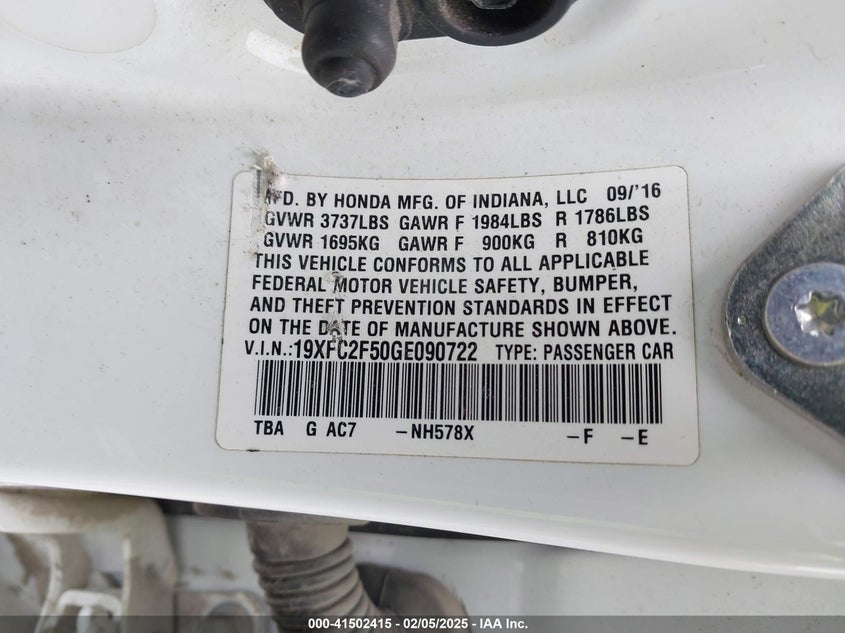 MFD. BY HONDA MFG. OF INDIANA, LLC 09/'16
GVWR 3737LBS GAWR F 1984LBS R 1786LBS
GVWR 1695KG GAWR F 900KG R 810KG
THIS VEHICLE CONFORMS TO ALL APPLICABLE
FEDERAL MOTOR VEHICLE SAFETY, BUMPER,
AND THEFT PREVENTION STANDARDS IN EFFECT
ON THE DATE OF MANUFACTURE SHOWN ABOVE.
V.I.N.:19XFC2F50GE090722 TYPE: PASSENGER CAR
TBA G AC7 -NH578X -F -E
000-41502415 - 02/05/2025 - IAA Inc.